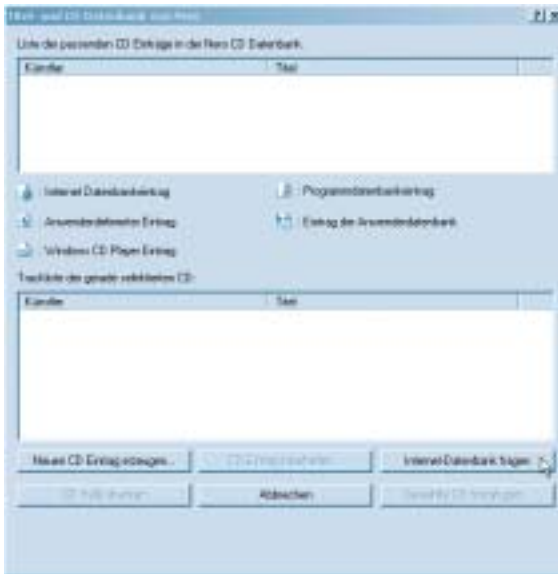 Titel- und CD-Datenbank von Nero
Liste der passenden CD Einträge in der Nero CD Datenbank.
Künstler Titel
Internet Datenbankeintrag Programmdatenbankeintrag
Anwenderdefinierter Eintrag Eintrag der Anwenderdatenbank
Windows CD Player Eintrag
Trackliste der gerade selektierten CD:
Künstler Titel
Neuen CD Eintrag erzeugen... CD Eintrag bearbeiten...
Internet-Datenbank fragen
Abbrechen